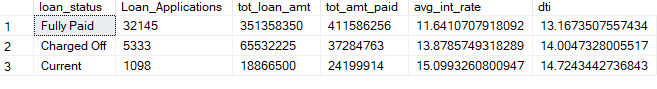 loan_status Loan_Applications tot_loan_amt tot_amt_paid avg_int_rate dti
1 Fully Paid 32145 351358350 411586256 11.6410707918092 13.1673507557434
2 Charged Off 5333 65532225 37284763 13.8785749318289 14.0047328005517
3 Current 1098 18866500 24199914 15.0993260800947 14.7243442736843